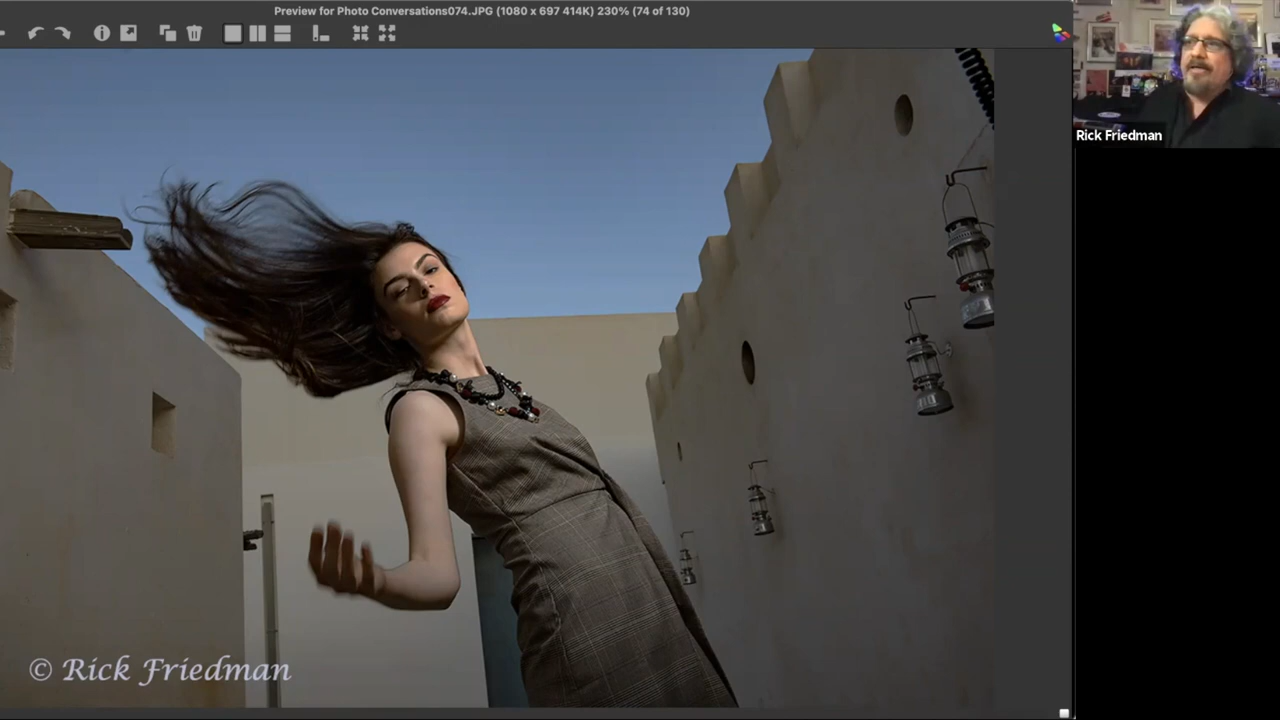 Preview for Photo Conversations074.JPG (1080 x 697 414K) 230% (74 of 130)
Rick Friedman
© Rick Friedman